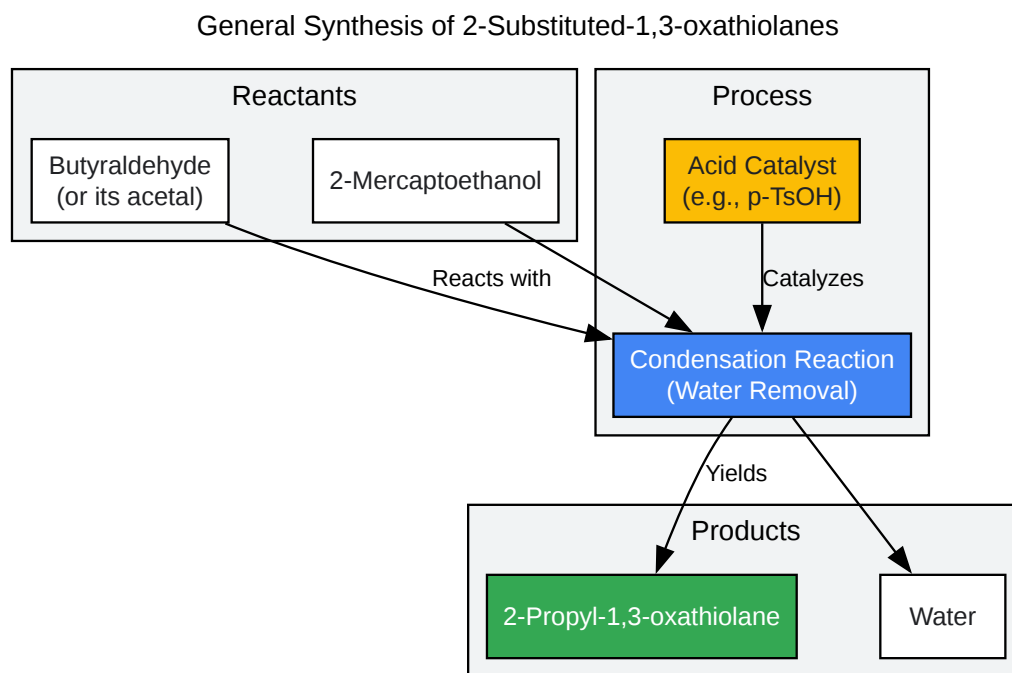 General Synthesis of 2-Substituted-1,3-oxathiolanes
Reactants
Process
Butyraldehyde
(or its acetal)
2-Mercaptoethanol
Acid Catalyst
(e.g., p-TsOH)
Reacts with
Catalyzes
Condensation Reaction
(Water Removal)
Yields
Products
2-Propyl-1,3-oxathiolane
Water